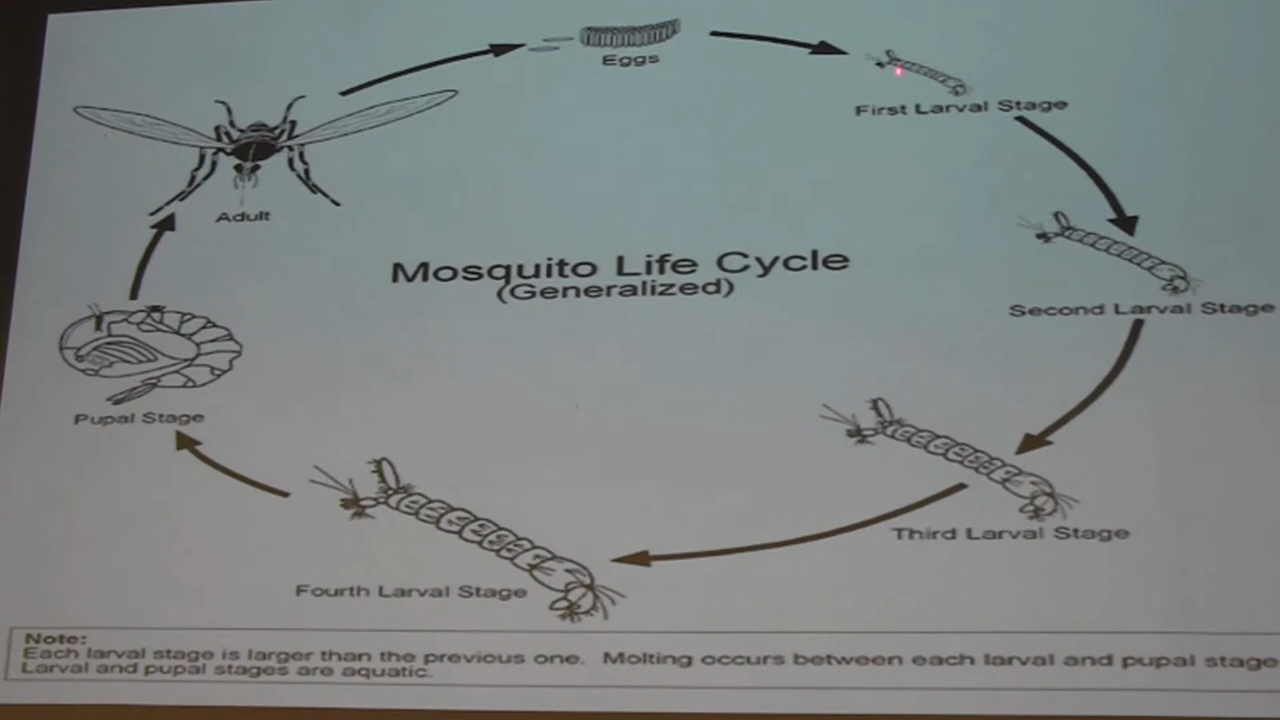 Eggs
First Larval Stage
Adult
Mosquito Life Cycle
(Generalized)
Second Larval Stage
Pupal Stage
Third Larval Stage
Fourth Larval Stage
Note:
Each larval stage is larger than the previous one. Molting occurs between each larval and pupal stage
Larval and pupal stages are aquatic.